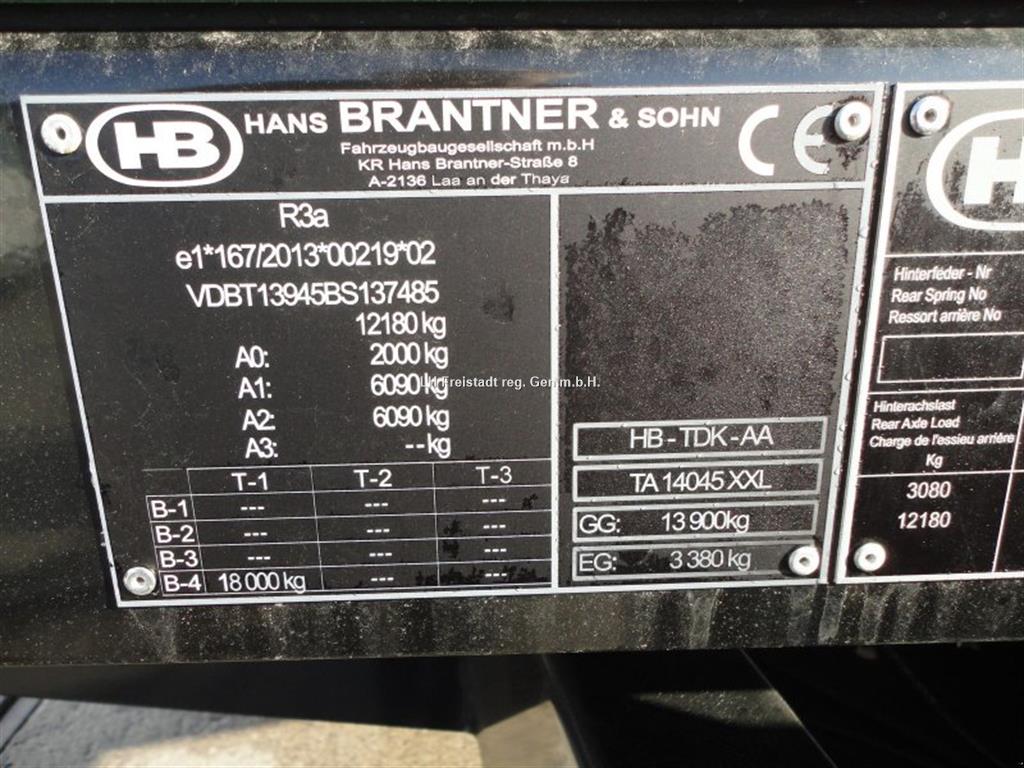 HB HANS BRANTNER & SOHN
Fahrzeugbaugesellschaft m.b.H
KR Hans Brantner-Straße 8
A-2136 Laa an der Thaya
CE
R3a
e1*167/2013*00219*02
VDBT13945BS137485
12180 kg
A0: 2000 kg
A1: 6090 kg
A2: 6090 kg
A3: -- kg
T-1 T-2 T-3
B-1 --- --- ---
B-2 --- --- ---
B-3 --- --- ---
B-4 18 000 kg --- ---
HB - TDK - AA
TA 14045 XXL
GG: 13 900kg
EG: 3 380 kg
Hinterfeder - Nr
Rear Spring No
Ressort arrière No
Hinterachslast
Rear Axle Load
Charge de l'essieu arrière
Kg
3080
12180
LH Freistadt reg. Gen.m.b.H.